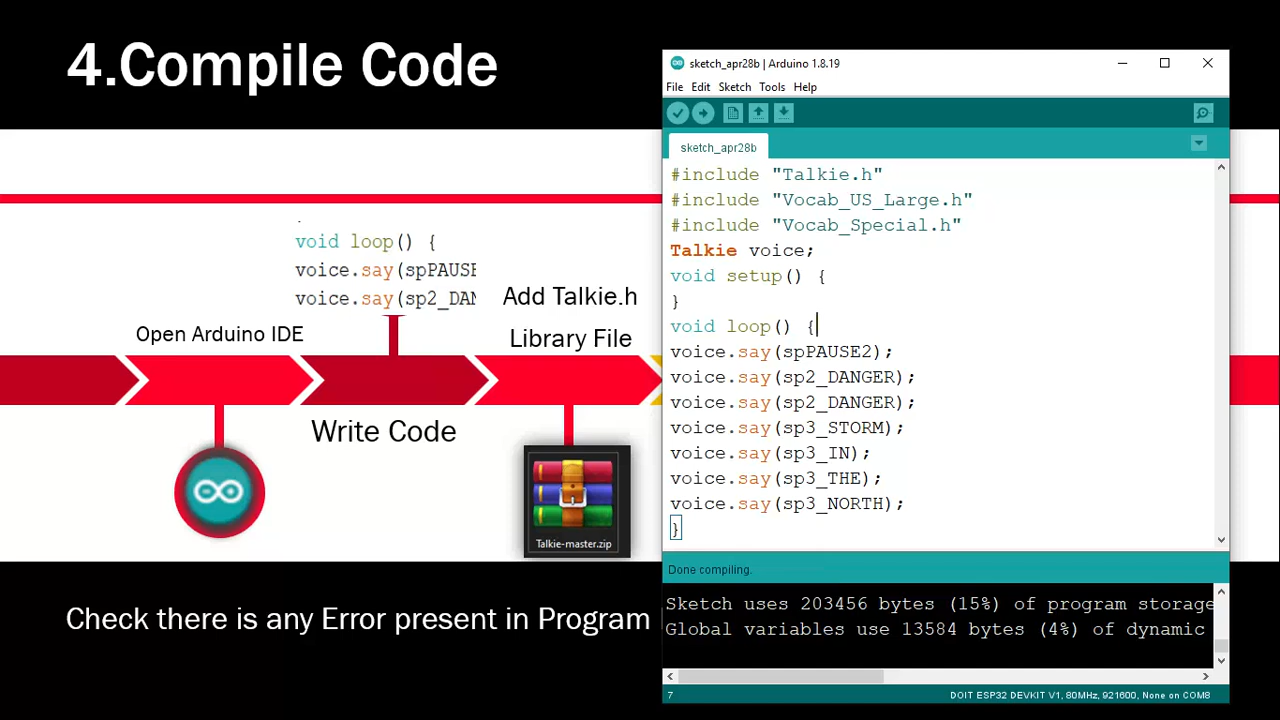 4.Compile Code
void loop() {
voice.say(spPAUSE
voice.say(sp2_DAN
Open Arduino IDE
Write Code
Add Talkie.h
Library File
Talkie-master.zip
Check there is any Error present in Program
sketch_apr28b | Arduino 1.8.19
File Edit Sketch Tools Help
sketch_apr28b
#include "Talkie.h"
#include "Vocab_US_Large.h"
#include "Vocab_Special.h"
Talkie voice;
void setup() {
}
void loop() {
voice.say(spPAUSE2);
voice.say(sp2_DANGER);
voice.say(sp2_DANGER);
voice.say(sp3_STORM);
voice.say(sp3_IN);
voice.say(sp3_THE);
voice.say(sp3_NORTH);
}
Done compiling.
Sketch uses 203456 bytes (15%) of program storage
Global variables use 13584 bytes (4%) of dynamic
7 DOIT ESP32 DEVKIT V1, 80MHz, 921600, None on COM8